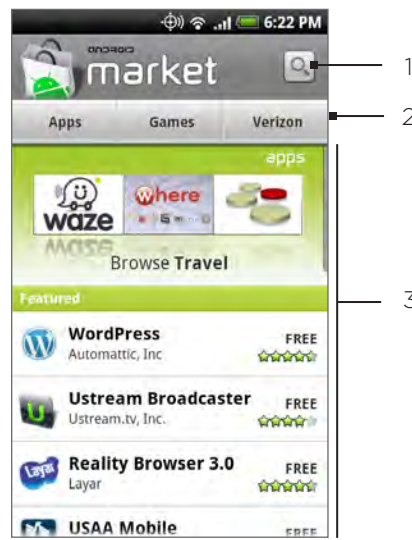 6:22 PM
ANDROID
market
1
Apps Games Verizon
2
apps
waze where
Browse Travel
3
Featured
WordPress FREE
Automattic, Inc
Ustream Broadcaster FREE
Ustream.tv, Inc.
U
Layar
Reality Browser 3.0 FREE
Layar
USAA Mobile FREE